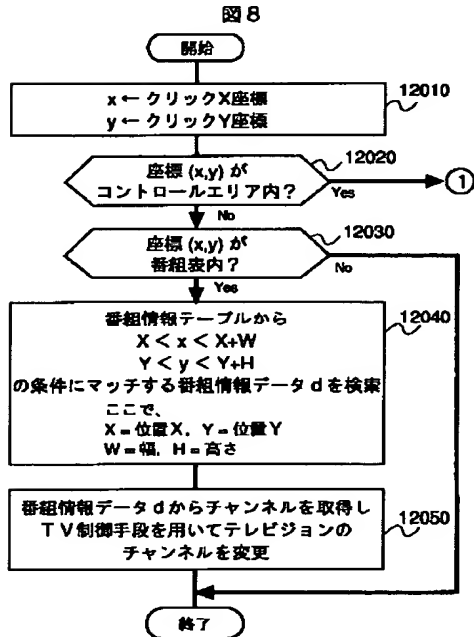 図8
開始
x ← クリックX座標
y ← クリックY座標
12010
座標 (x,y) が
コントロールエリア内?
12020
Yes
①
No
座標 (x,y) が
番組表内?
12030
No
Yes
番組情報テーブルから
X < x < X+W
Y < y < Y+H
の条件にマッチする番組情報データdを検索
ここで、
X = 位置X, Y = 位置Y
W = 幅, H = 高さ
12040
番組情報データdからチャンネルを取得し
TV制御手段を用いてテレビジョンの
チャンネルを変更
12050
終了